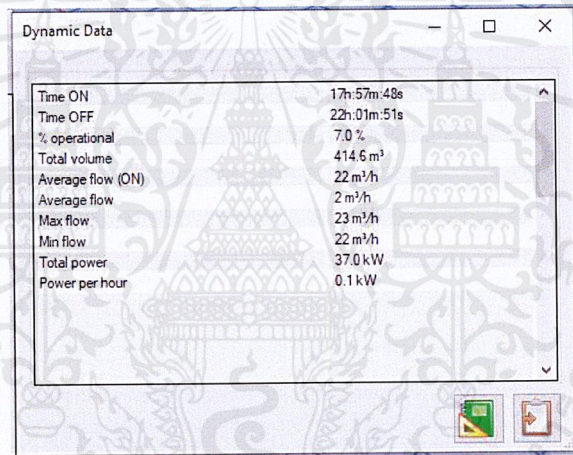 Dynamic Data
Time ON 17h:57m:48s
Time OFF 22h:01m:51s
% operational 7.0 %
Total volume 414.6 m³
Average flow (ON) 22 m³/h
Average flow 2 m³/h
Max flow 23 m³/h
Min flow 22 m³/h
Total power 37.0 kW
Power per hour 0.1 kW